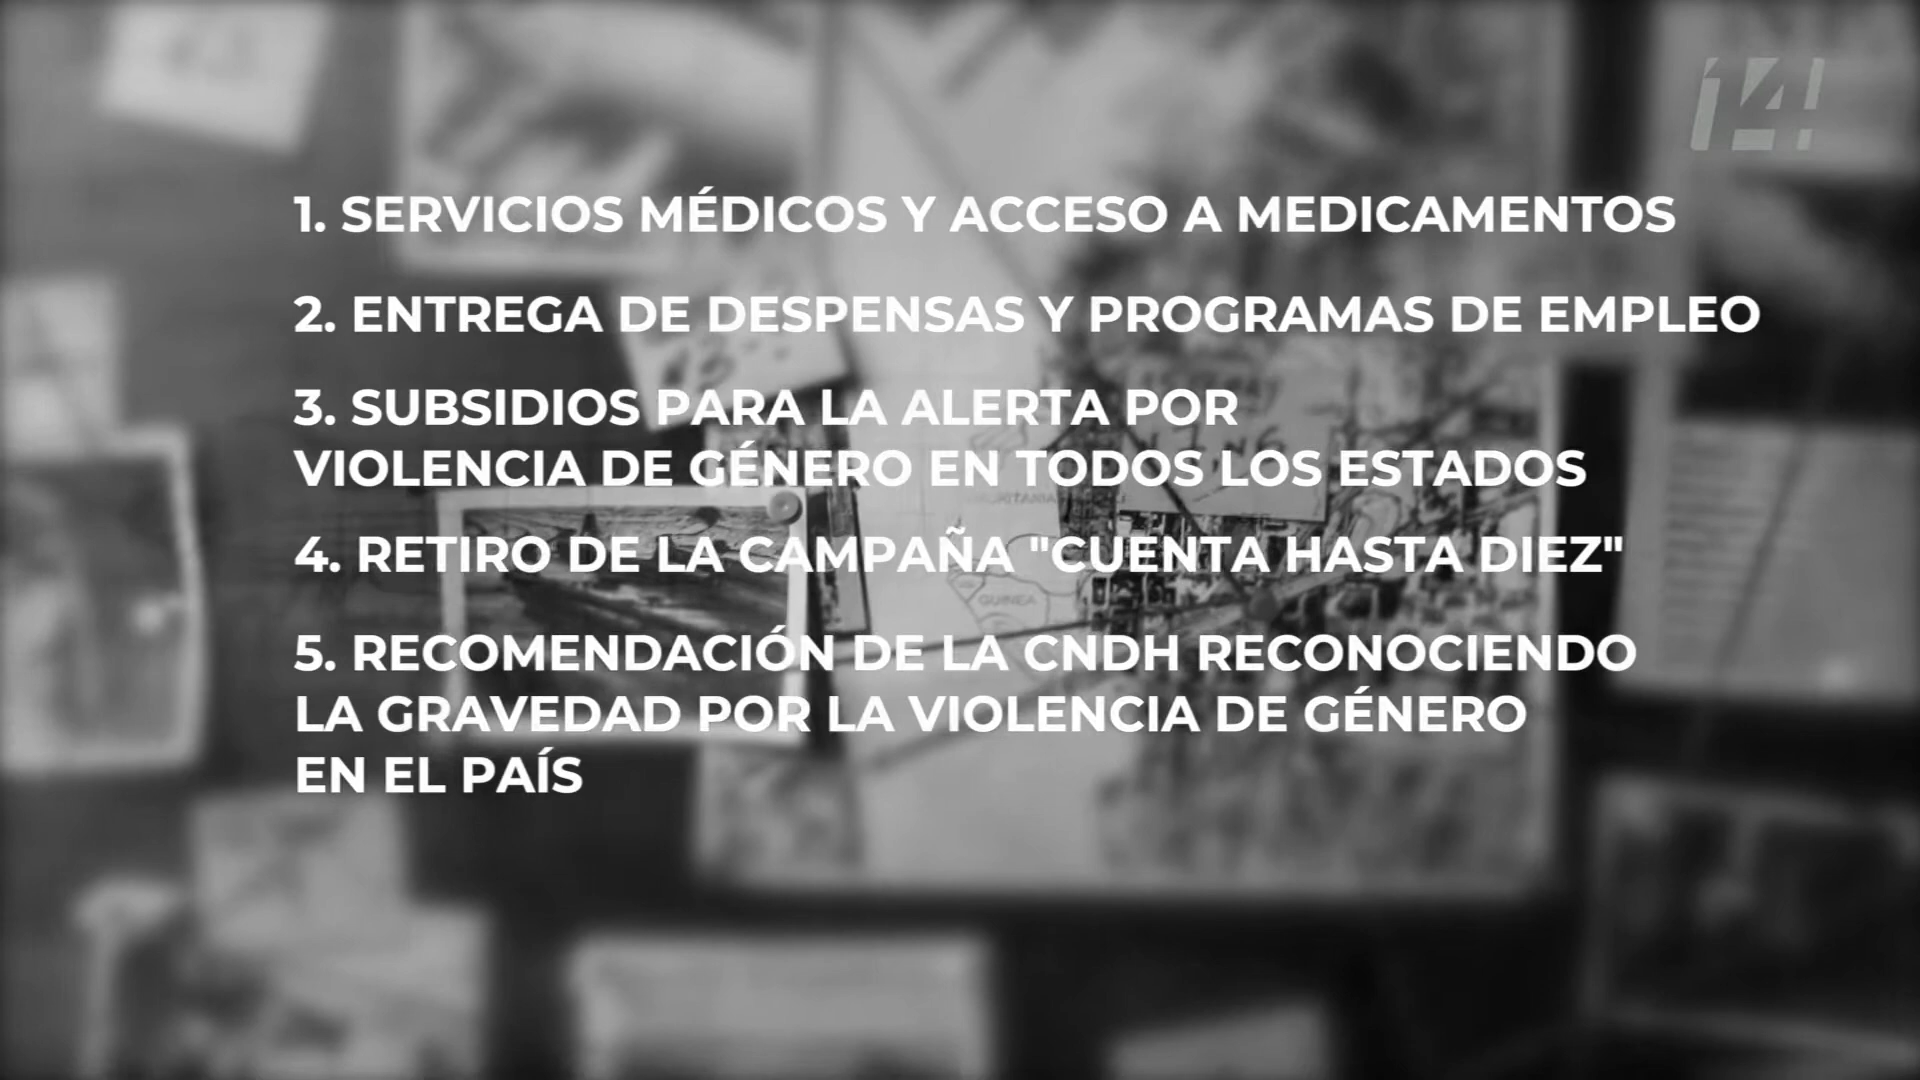 14
1. SERVICIOS MÉDICOS Y ACCESO A MEDICAMENTOS
2. ENTREGA DE DESPENSAS Y PROGRAMAS DE EMPLEO
3. SUBSIDIOS PARA LA ALERTA POR
VIOLENCIA DE GÉNERO EN TODOS LOS ESTADOS
4. RETIRO DE LA CAMPAÑA "CUENTA HASTA DIEZ"
GUINEA
5. RECOMENDACIÓN DE LA CNDH RECONOCIENDO
LA GRAVEDAD POR LA VIOLENCIA DE GÉNERO
EN EL PAÍS